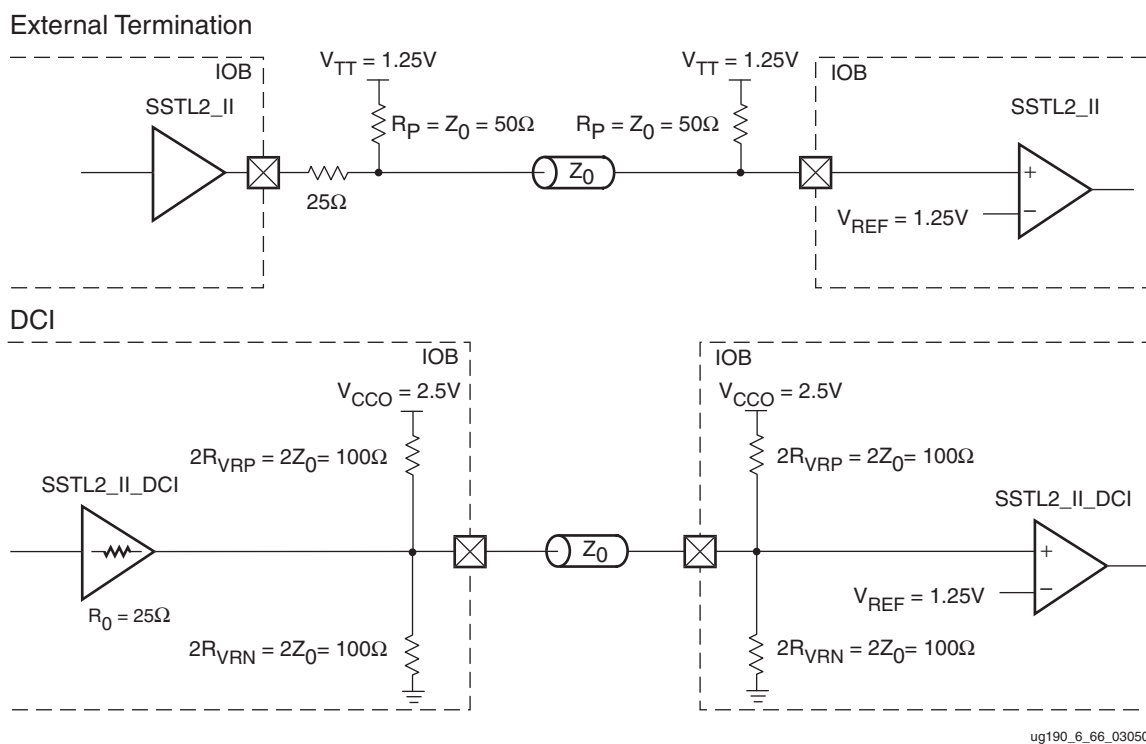 External Termination
IOB
V_TT = 1.25V
V_TT = 1.25V
IOB
SSTL2_II
SSTL2_II
R_P = Z_0 = 50Ω
R_P = Z_0 = 50Ω
Z_0
+
25Ω
V_REF = 1.25V
–
DCI
IOB
IOB
V_CCO = 2.5V
V_CCO = 2.5V
2R_VRP = 2Z_0= 100Ω
2R_VRP = 2Z_0= 100Ω
SSTL2_II_DCI
SSTL2_II_DCI
Z_0
+
V_REF = 1.25V
–
R_0 = 25Ω
2R_VRN = 2Z_0= 100Ω
2R_VRN = 2Z_0= 100Ω